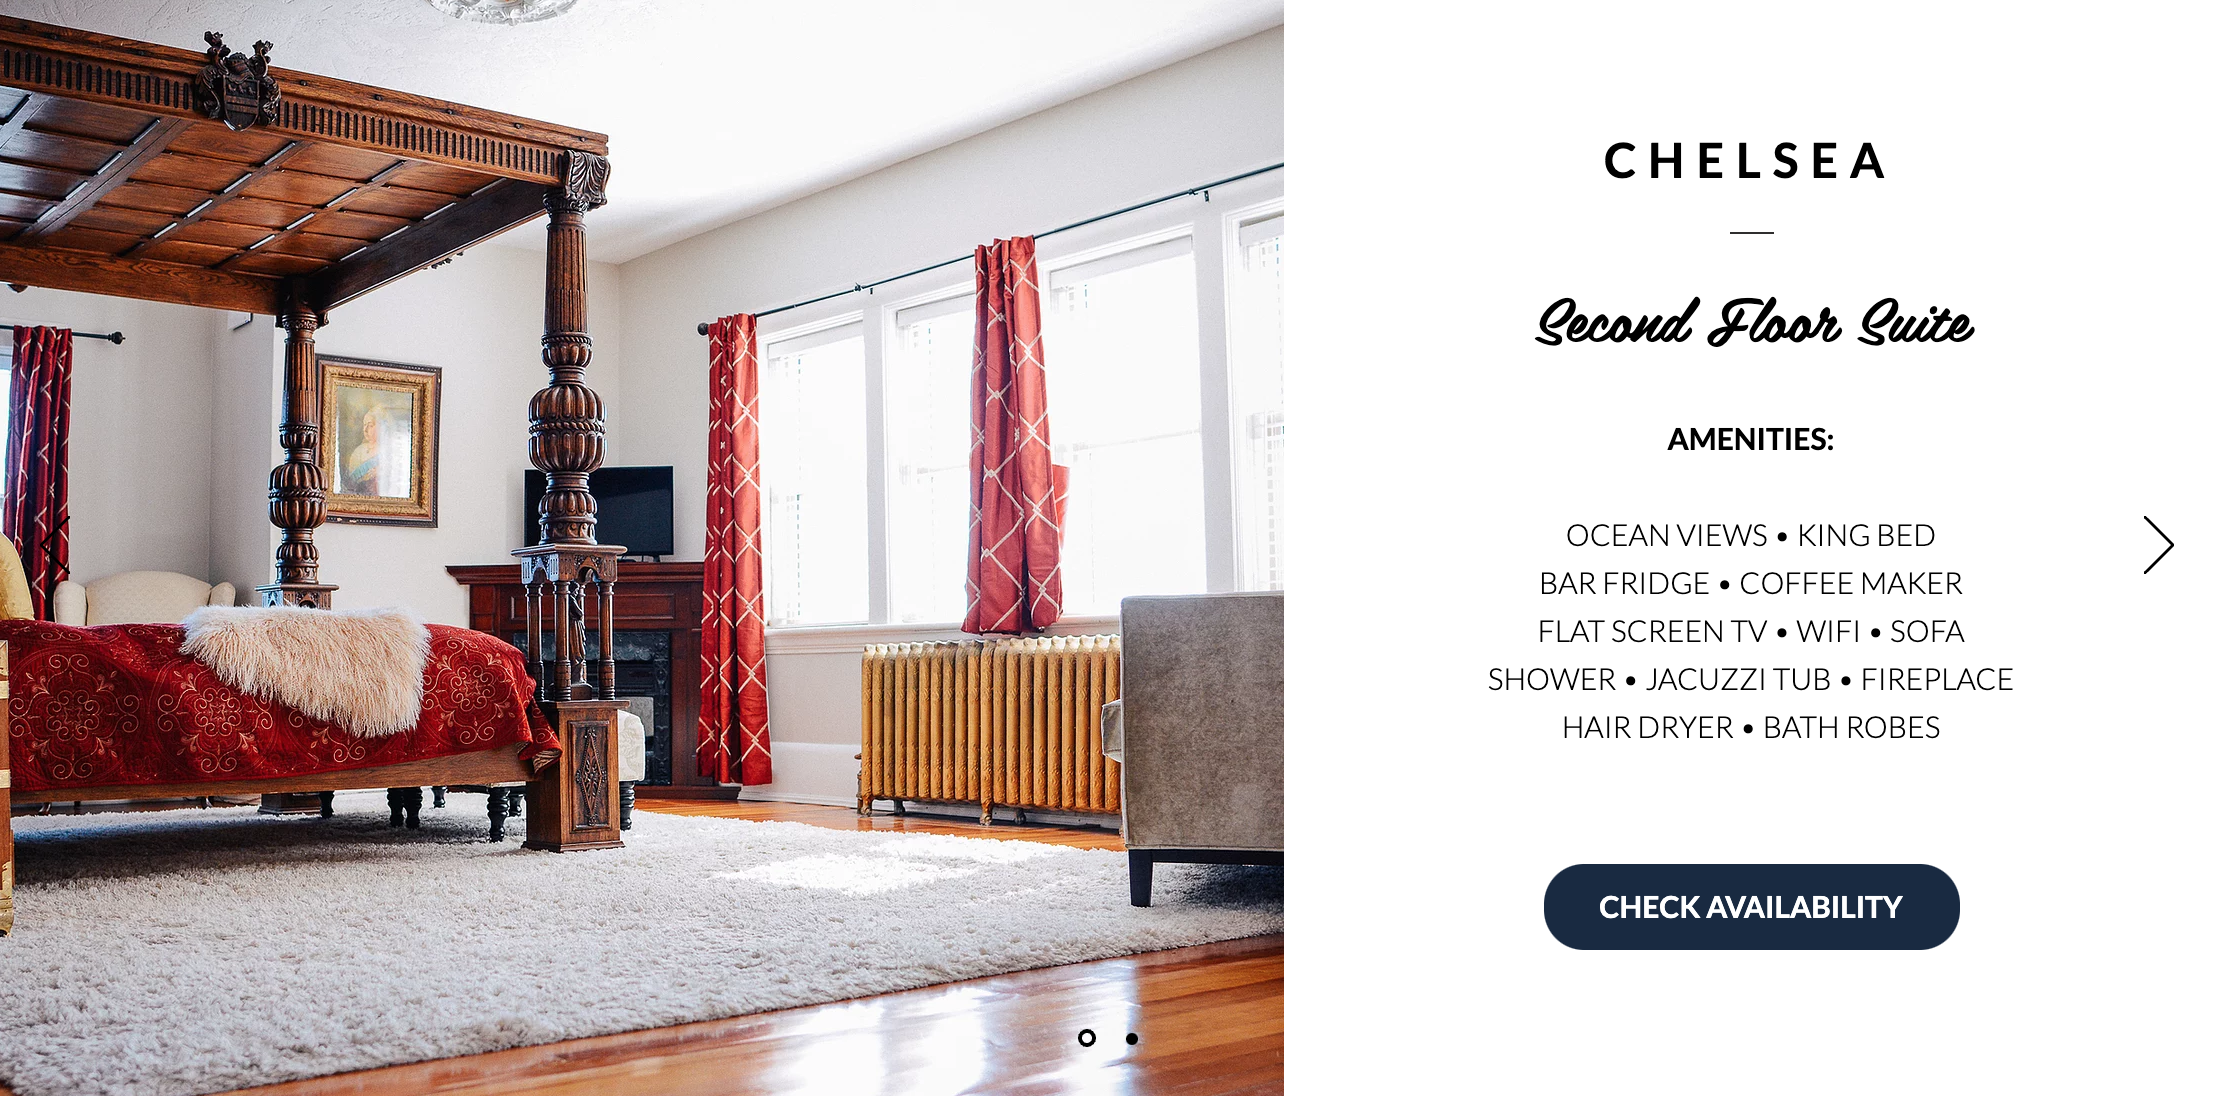 CHELSEA
Second Floor Suite
AMENITIES:
OCEAN VIEWS • KING BED
BAR FRIDGE • COFFEE MAKER
FLAT SCREEN TV • WIFI • SOFA
SHOWER • JACUZZI TUB • FIREPLACE
HAIR DRYER • BATH ROBES
CHECK AVAILABILITY